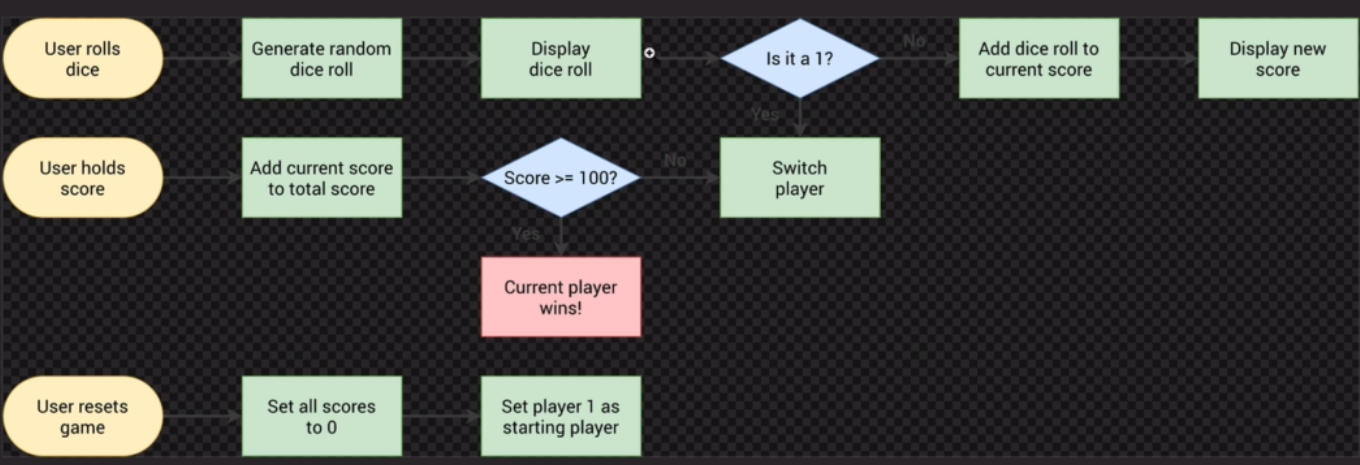 User rolls
dice
Generate random
dice roll
Display
dice roll
Is it a 1?
No
Add dice roll to
current score
Display new
score
Yes
User holds
score
Add current score
to total score
Score >= 100?
No
Switch
player
Yes
Current player
wins!
User resets
game
Set all scores
to 0
Set player 1 as
starting player